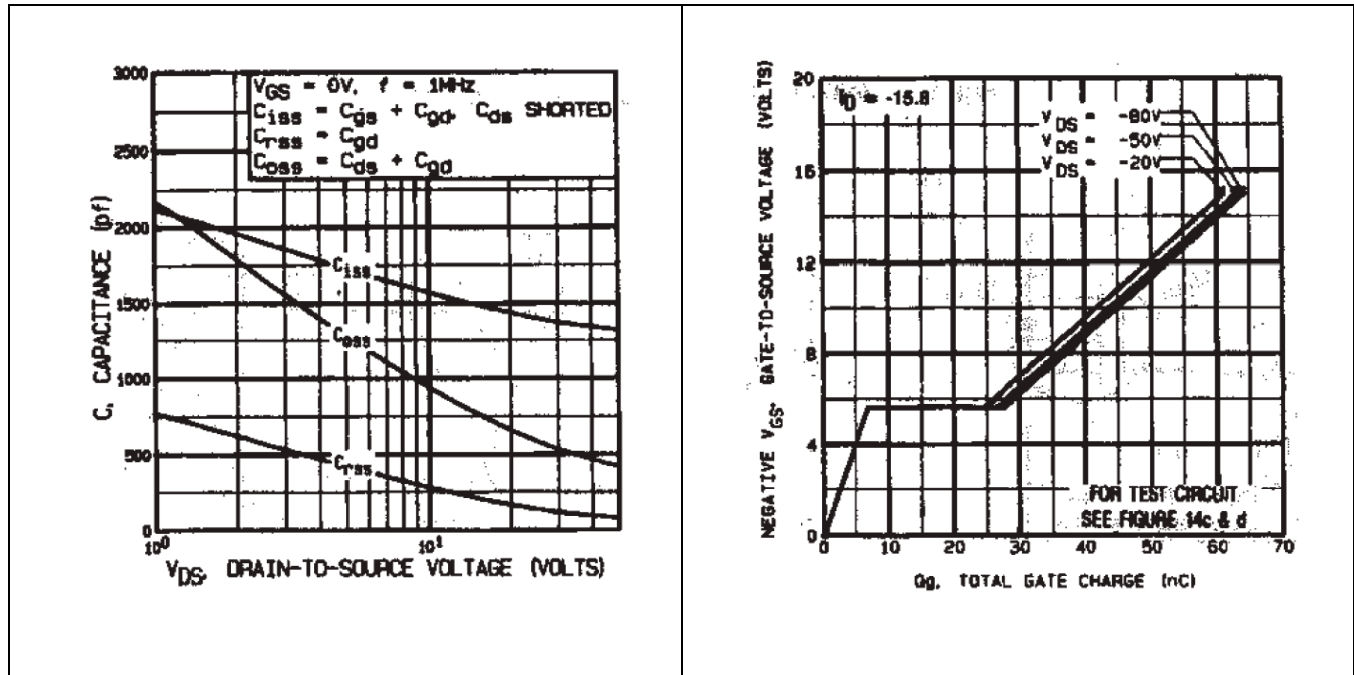 3000
2500
2000
1500
1000
500
0
C, CAPACITANCE (pf)
V_GS = 0V, f = 1MHz
C_iss = C_gs + C_gd, C_ds SHORTED
C_rss = C_gd
C_oss = C_ds + C_gd
C_iss
C_oss
C_rss
10^0
10^1
V_DS, DRAIN-TO-SOURCE VOLTAGE (VOLTS)
NEGATIVE V_GS, GATE-TO-SOURCE VOLTAGE (VOLTS)
20
16
12
8
4
0
I_D = -15.8
V_DS = -80V
V_DS = -50V
V_DS = -20V
FOR TEST CIRCUIT
SEE FIGURE 14c & d
0 10 20 30 40 50 60 70
Qg, TOTAL GATE CHARGE (nC)